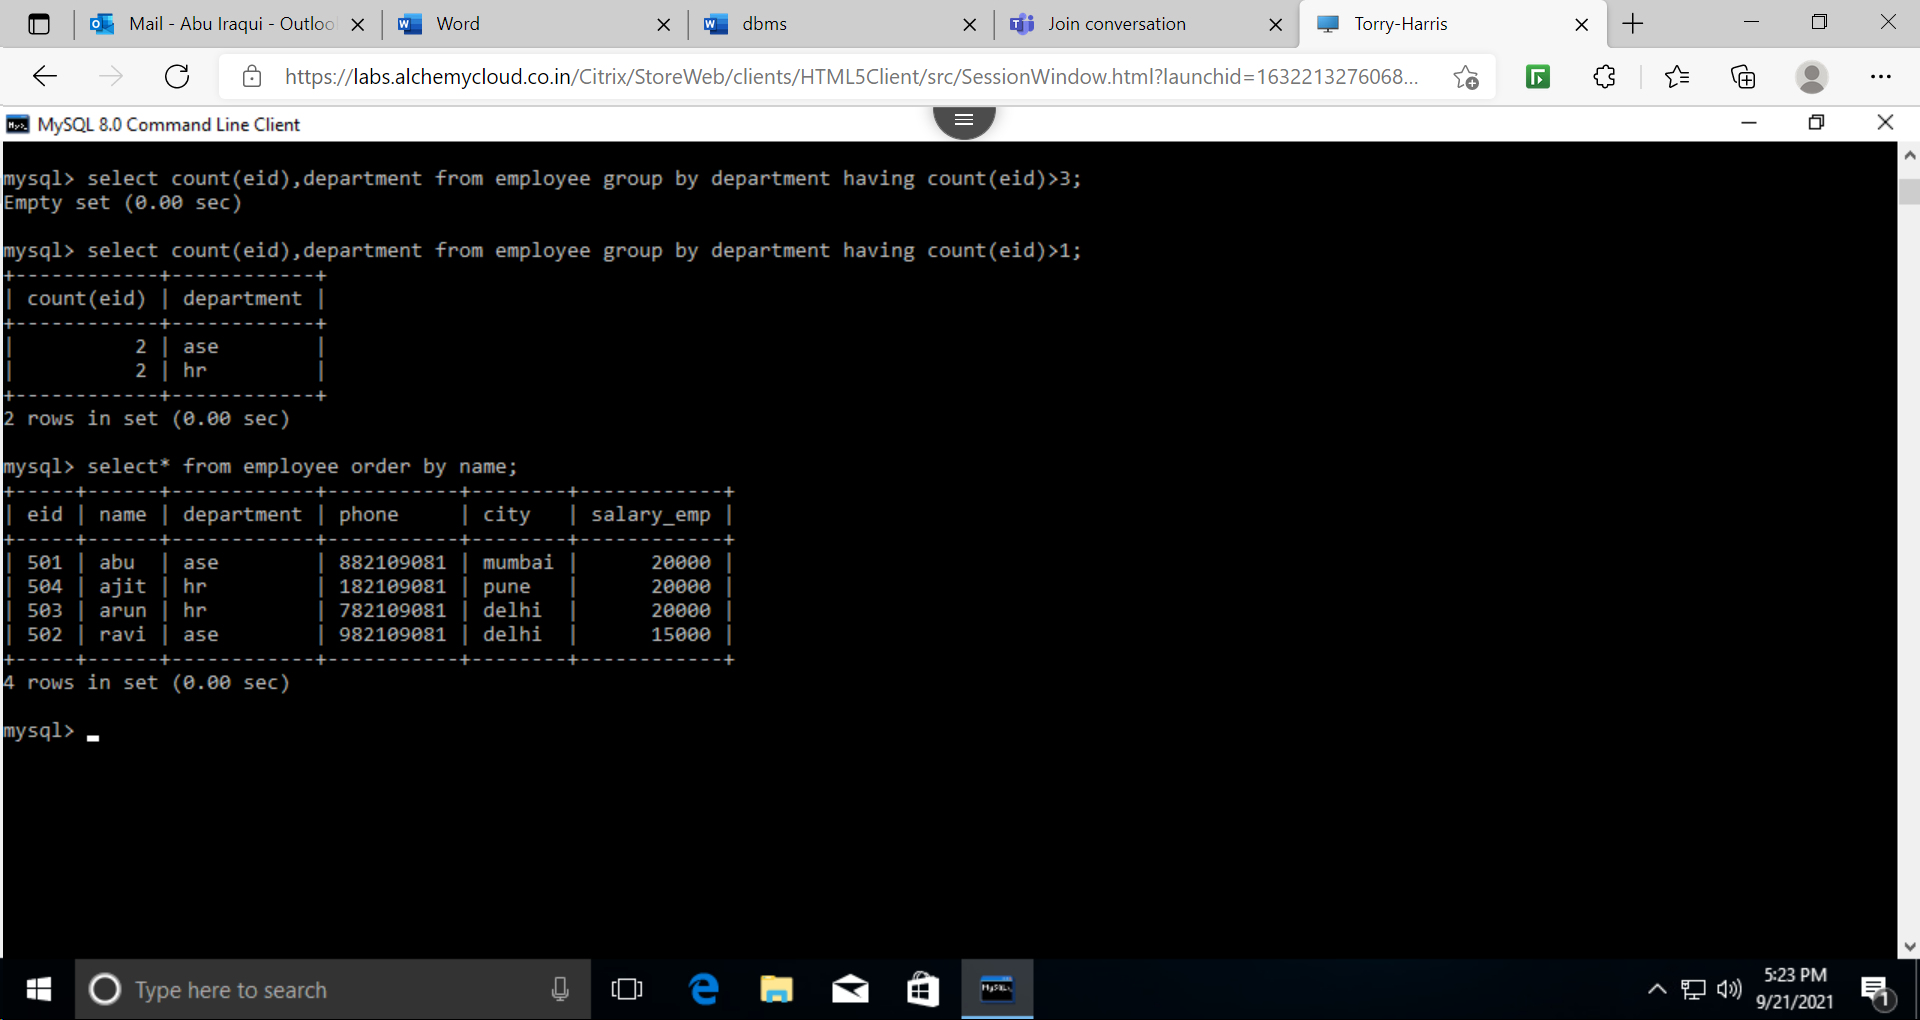 Mail - Abu Iraqui - Outloo
Word
dbms
Join conversation
Torry-Harris
https://labs.alchemycloud.co.in/Citrix/StoreWeb/clients/HTML5Client/src/SessionWindow.html?launchid=1632213276068...
MySQL 8.0 Command Line Client
mysql> select count(eid),department from employee group by department having count(eid)>3;
Empty set (0.00 sec)
mysql> select count(eid),department from employee group by department having count(eid)>1;
+------------+------------+
| count(eid) | department |
+------------+------------+
|          2 | ase        |
|          2 | hr         |
+------------+------------+
2 rows in set (0.00 sec)
mysql> select* from employee order by name;
+-----+------+------------+-----------+--------+------------+
| eid | name | department | phone     | city   | salary_emp |
+-----+------+------------+-----------+--------+------------+
| 501 | abu  | ase        | 882109081 | mumbai |      20000 |
| 504 | ajit | hr         | 182109081 | pune   |      20000 |
| 503 | arun | hr         | 782109081 | delhi  |      20000 |
| 502 | ravi | ase        | 982109081 | delhi  |      15000 |
+-----+------+------------+-----------+--------+------------+
4 rows in set (0.00 sec)
mysql> _
Type here to search
5:23 PM
9/21/2021
1